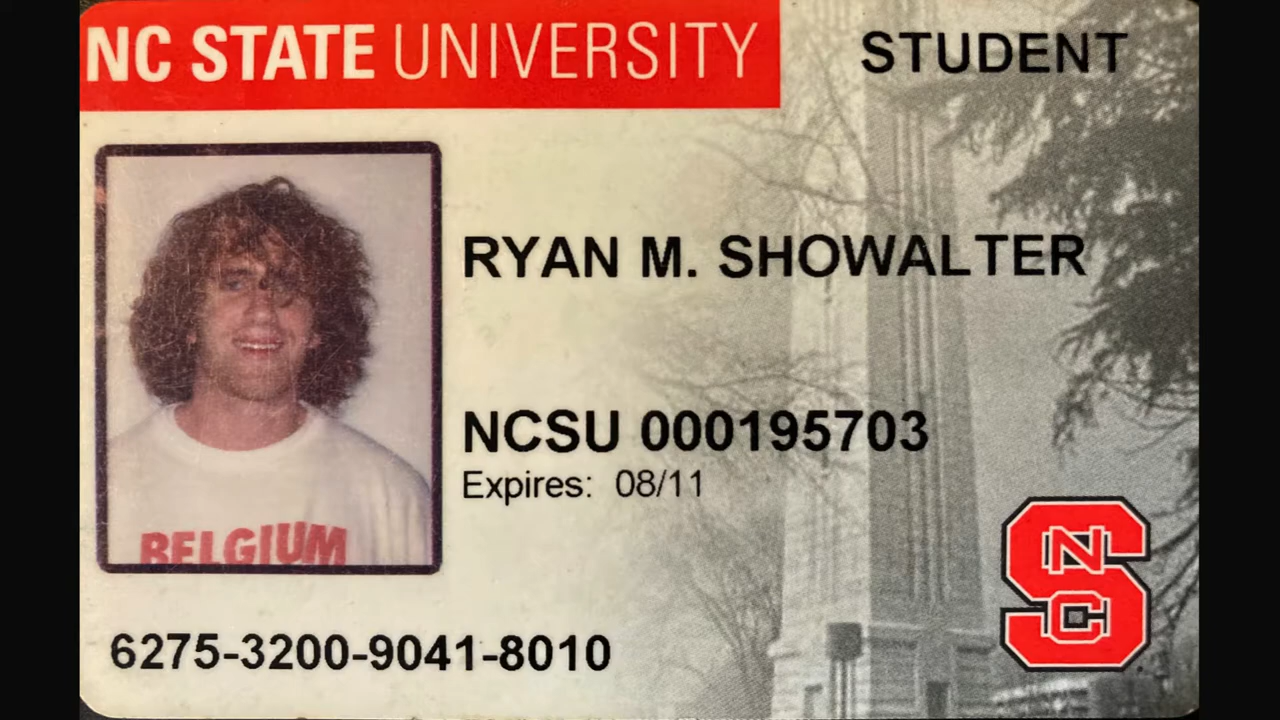 NC STATE UNIVERSITY
STUDENT
RYAN M. SHOWALTER
NCSU 000195703
Expires: 08/11
BELGIUM
6275-3200-9041-8010
NCS